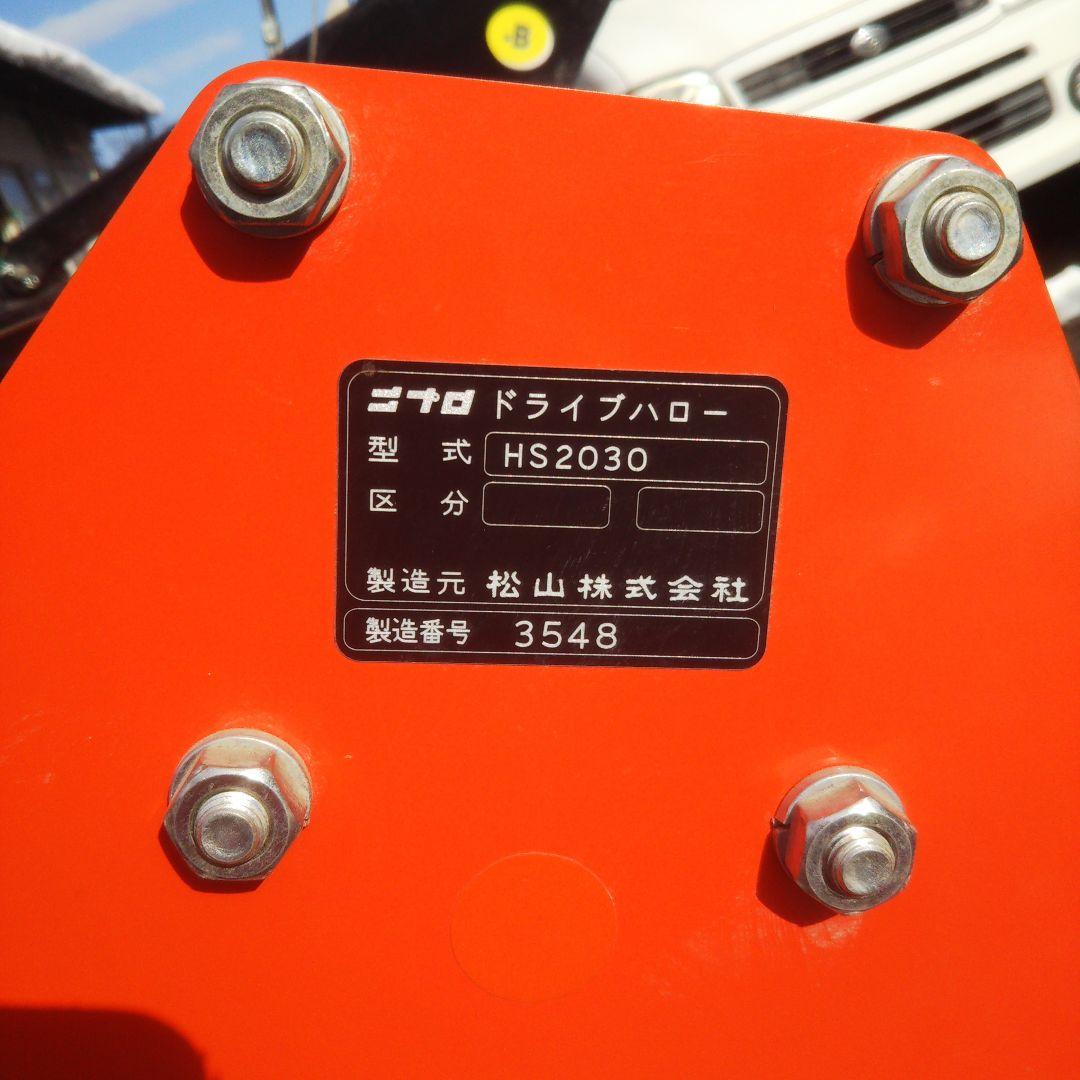 B
ニプロ ドライブハロー
型式 HS2030
区分
製造元 松山株式会社
製造番号 3548